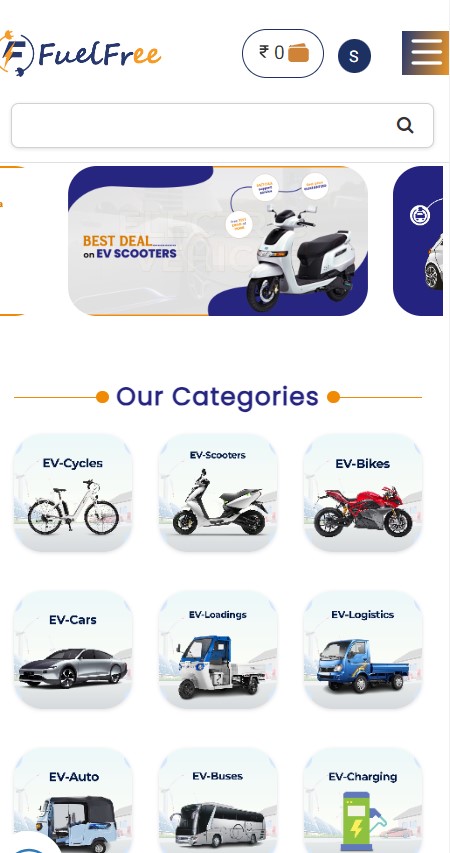 FuelFree
₹ 0
S
BEST DEAL
on EV SCOOTERS
Our Categories
EV-Cycles
EV-Scooters
EV-Bikes
EV-Cars
EV-Loadings
EV-Logistics
EV-Auto
EV-Buses
EV-Charging